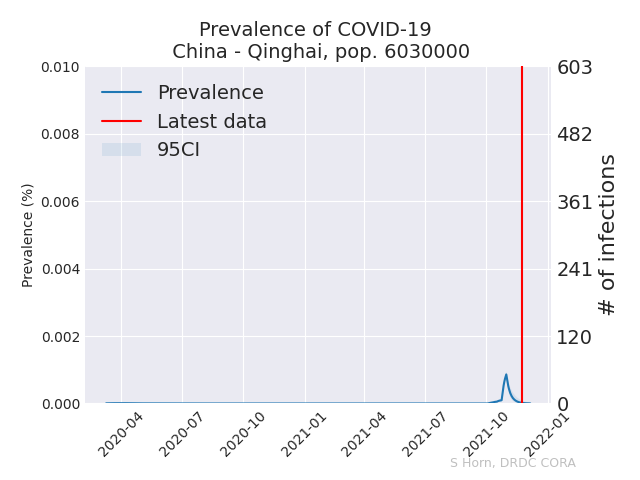 Prevalence of COVID-19
China - Qinghai, pop. 6030000
Prevalence
Latest data
95CI
Prevalence (%)
0.010
0.008
0.006
0.004
0.002
0.000
603
482
361
241
120
0
# of infections
2020-04
2020-07
2020-10
2021-01
2021-04
2021-07
2021-10
2022-01
S Horn, DRDC CORA